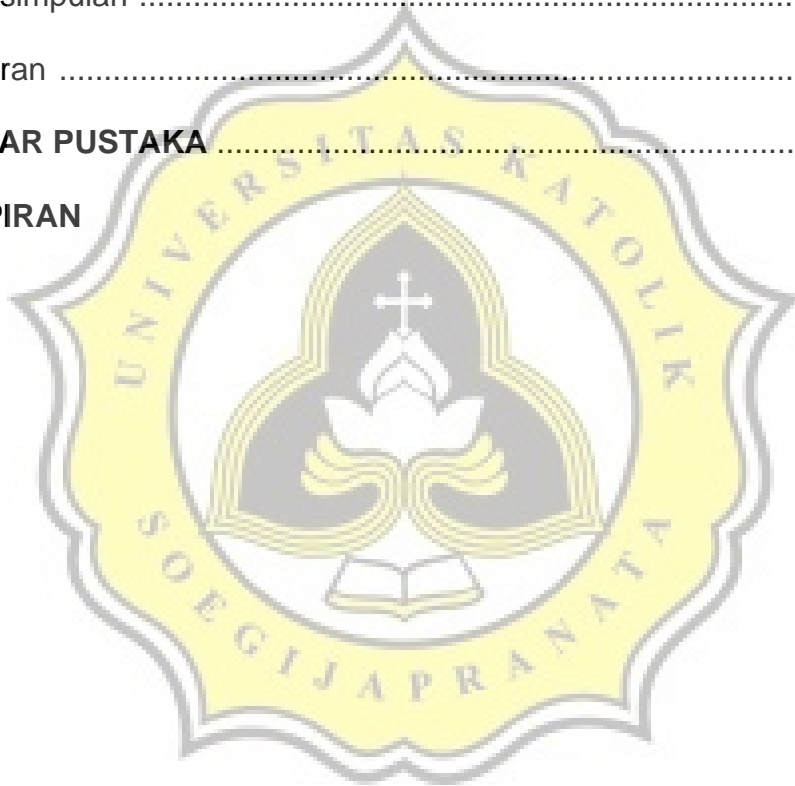 simpulan ........................................................................
ran ..................................................................................
AR PUSTAKA ................................................................
PIRAN
UNIVERSITAS KATOLIK
SOEGIJAPRANATA